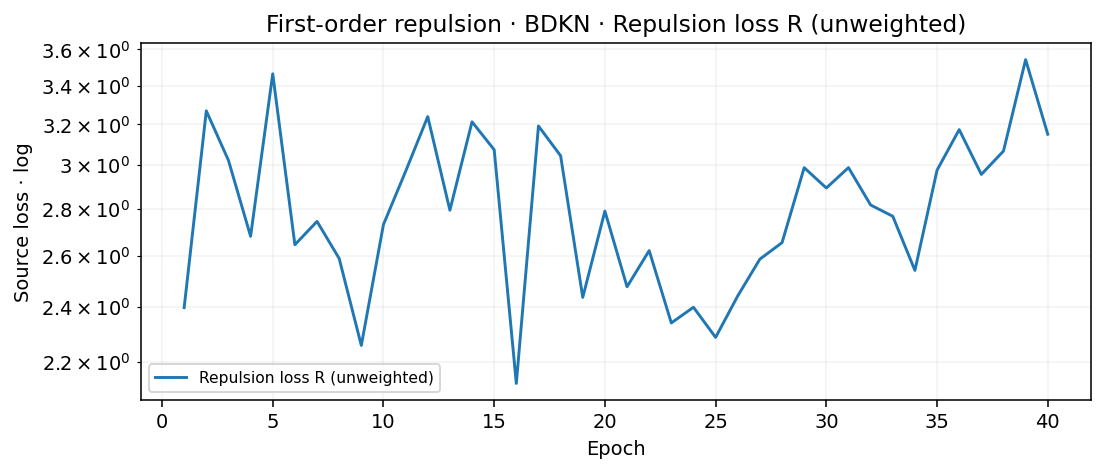 First-order repulsion · BDKN · Repulsion loss R (unweighted)
Source loss · log
3.6 × 10⁰
3.4 × 10⁰
3.2 × 10⁰
3 × 10⁰
2.8 × 10⁰
2.6 × 10⁰
2.4 × 10⁰
2.2 × 10⁰
Repulsion loss R (unweighted)
0 5 10 15 20 25 30 35 40
Epoch